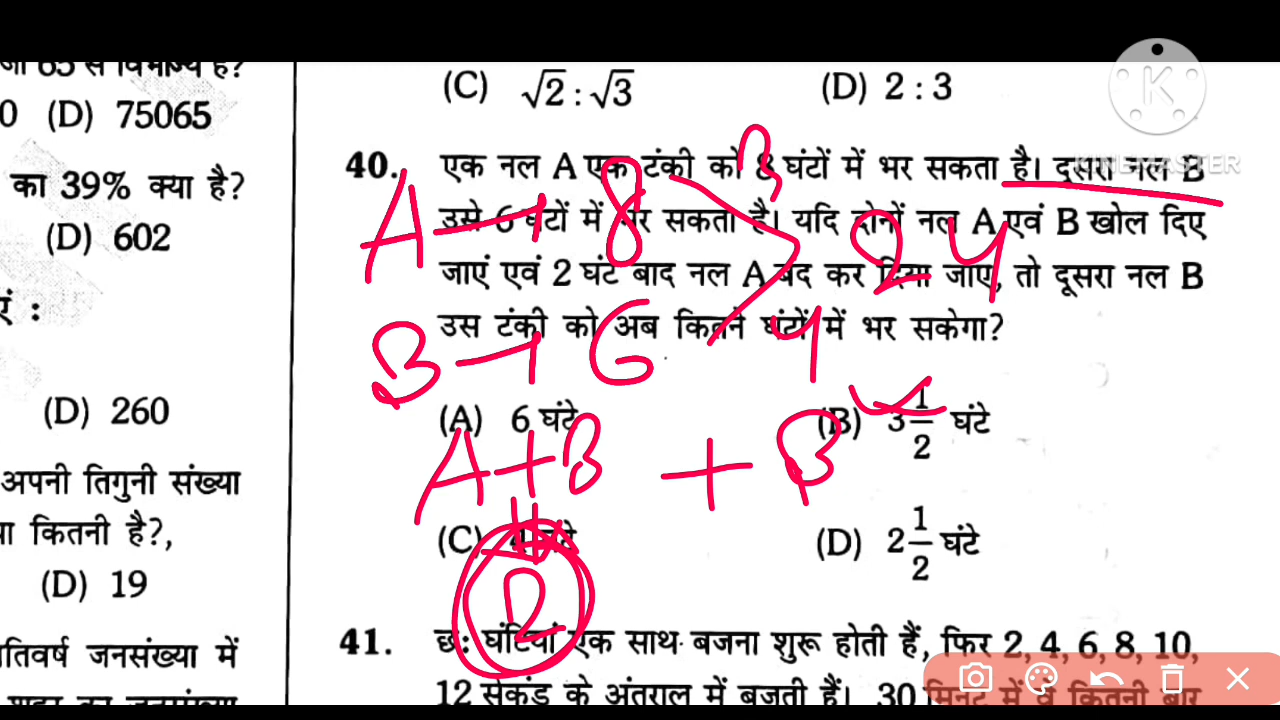 जो 65 से विभाज्य है?
0 (D) 75065
का 39% क्या है?
(D) 602
एं :
(D) 260
अपनी तिगुनी संख्या
कितनी है?,
(D) 19
जनसंख्या में
(C) √2 : √3 (D) 2 : 3
40. एक नल A एक टंकी को 8 घंटों में भर सकता है। दूसरा नल B
उसे 6 घंटों में भर सकता है। यदि दोनों नल A एवं B खोल दिए
जाएं एवं 2 घंटे बाद नल A बंद कर दिया जाए, तो दूसरा नल B
उस टंकी को अब कितने घंटों में भर सकेगा?
(A) 6 घंटे (B) 3 1/2 घंटे
(C) 4 घंटे (D) 2 1/2 घंटे
41. छः घंटियां एक साथ बजना शुरू होती हैं, फिर 2, 4, 6, 8, 10,
12 सेकंड के अंतराल में बजती हैं। 30 मिनट में वे कितनी बार
A → 8 3
24
B → 6 4
A + B + B
2
K
KINEMASTER